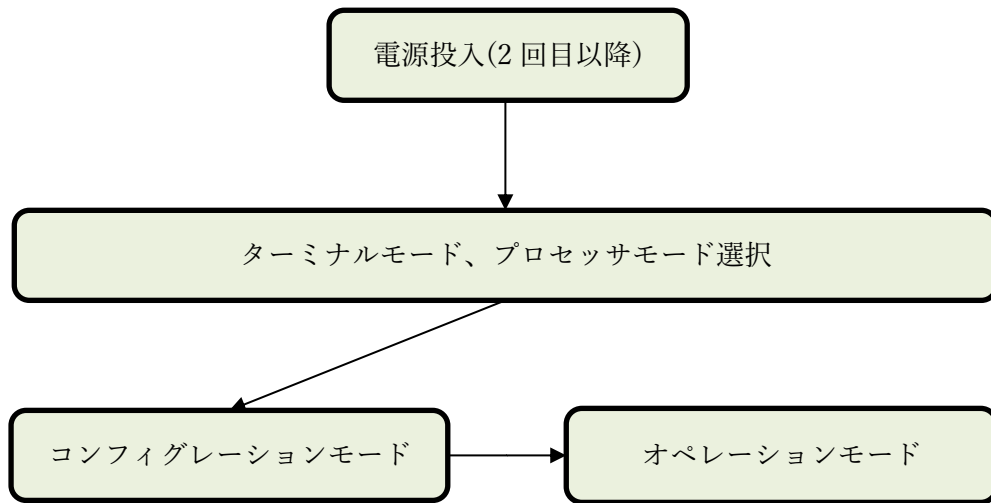 電源投入(2 回目以降)
ターミナルモード、プロセッサモード選択
コンフィグレーションモード
オペレーションモード